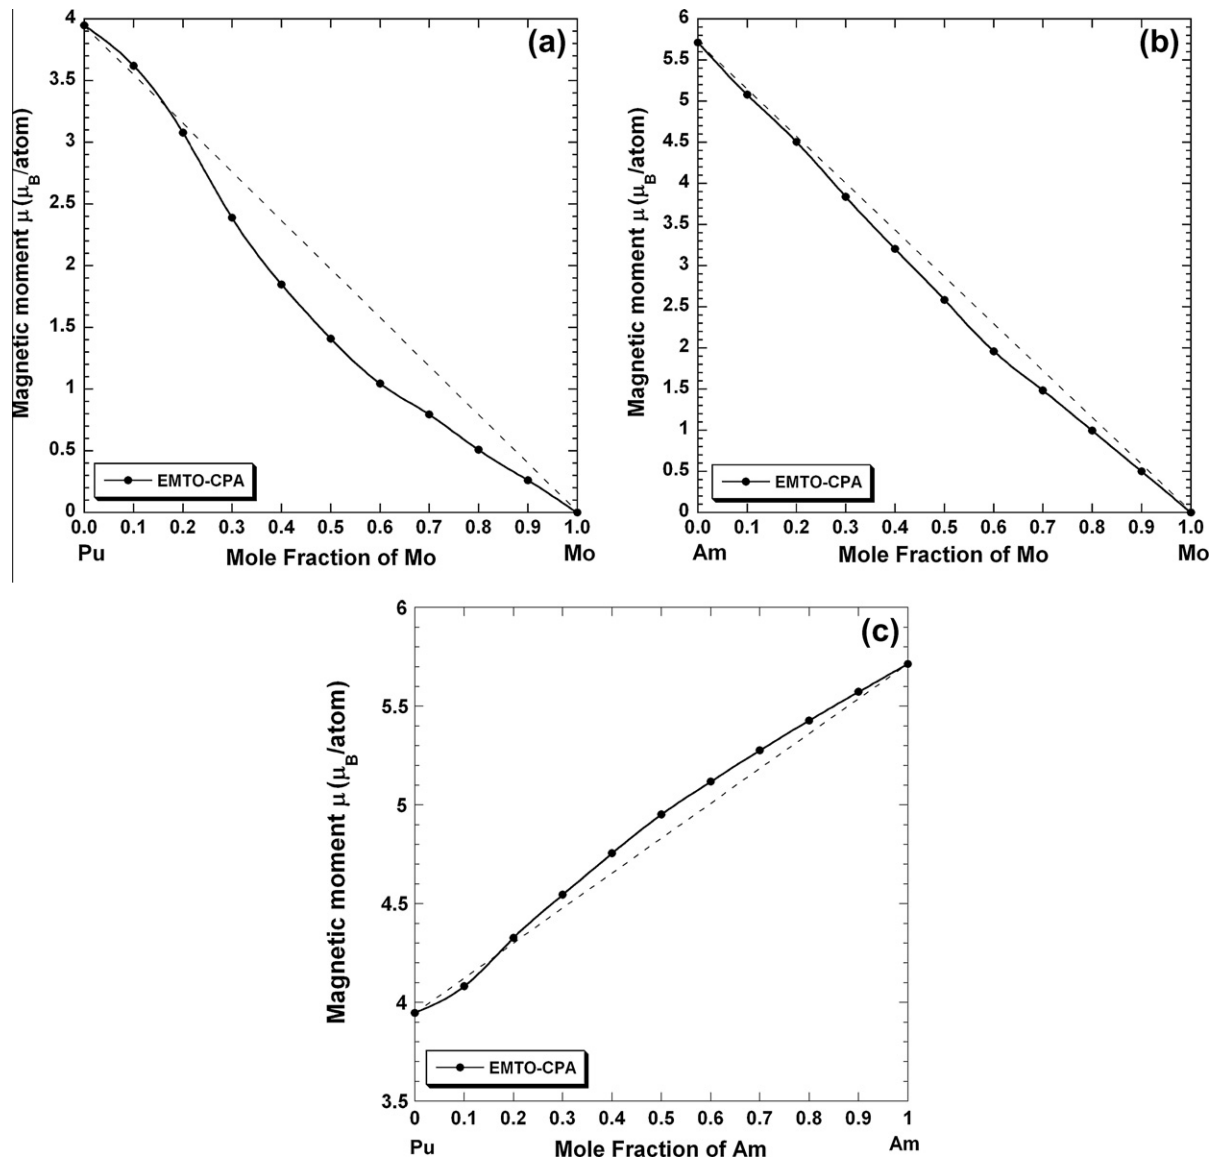 (a)
Magnetic moment μ (μB/atom)
4
3.5
3
2.5
2
1.5
1
0.5
0
EMTO-CPA
0.0 0.1 0.2 0.3 0.4 0.5 0.6 0.7 0.8 0.9 1.0
Pu Mole Fraction of Mo Mo
(b)
Magnetic moment μ (μB/atom)
6
5.5
5
4.5
4
3.5
3
2.5
2
1.5
1
0.5
0
EMTO-CPA
0.0 0.1 0.2 0.3 0.4 0.5 0.6 0.7 0.8 0.9 1.0
Am Mole Fraction of Mo Mo
(c)
Magnetic moment μ (μB/atom)
6
5.5
5
4.5
4
3.5
EMTO-CPA
0 0.1 0.2 0.3 0.4 0.5 0.6 0.7 0.8 0.9 1
Pu Mole Fraction of Am Am